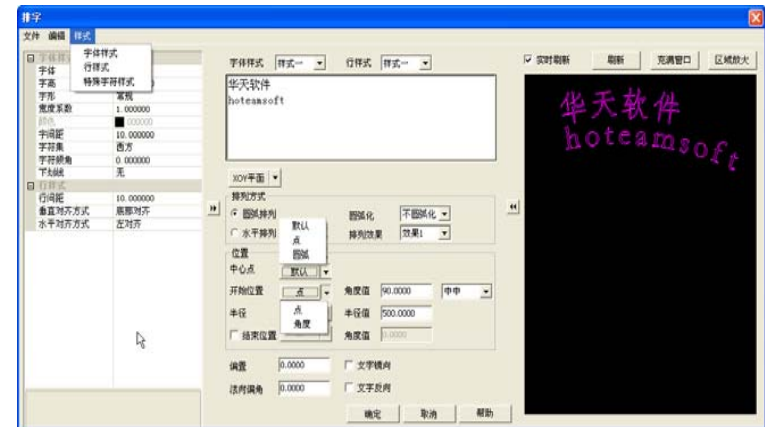 排字
文件 编辑 样式
字体样式
行样式
特殊字符样式
字体
字高
字形 常规
宽度系数 1.000000
颜色 000000
字间距 10.000000
字符集 西方
字符倾角 0.000000
下划线 无
行样式
行间距 10.000000
垂直对齐方式 底部对齐
水平对齐方式 左对齐
字体样式 样式一 行样式 样式一
华天软件
hoteamsoft
XOY平面
排列方式
圆弧排列 圆弧化 不圆弧化
水平排列 排列效果 效果1
默认
点
圆弧
位置
中心点 默认
开始位置 点 角度值 90.0000 中中
半径 半径值 500.0000
点
角度
结束位置 角度值 0.0000
偏置 0.0000 文字镜向
法向偏角 0.0000 文字反向
确定 取消 帮助
实时刷新 刷新 充满窗口 区域放大
华天软件
hoteamsoft